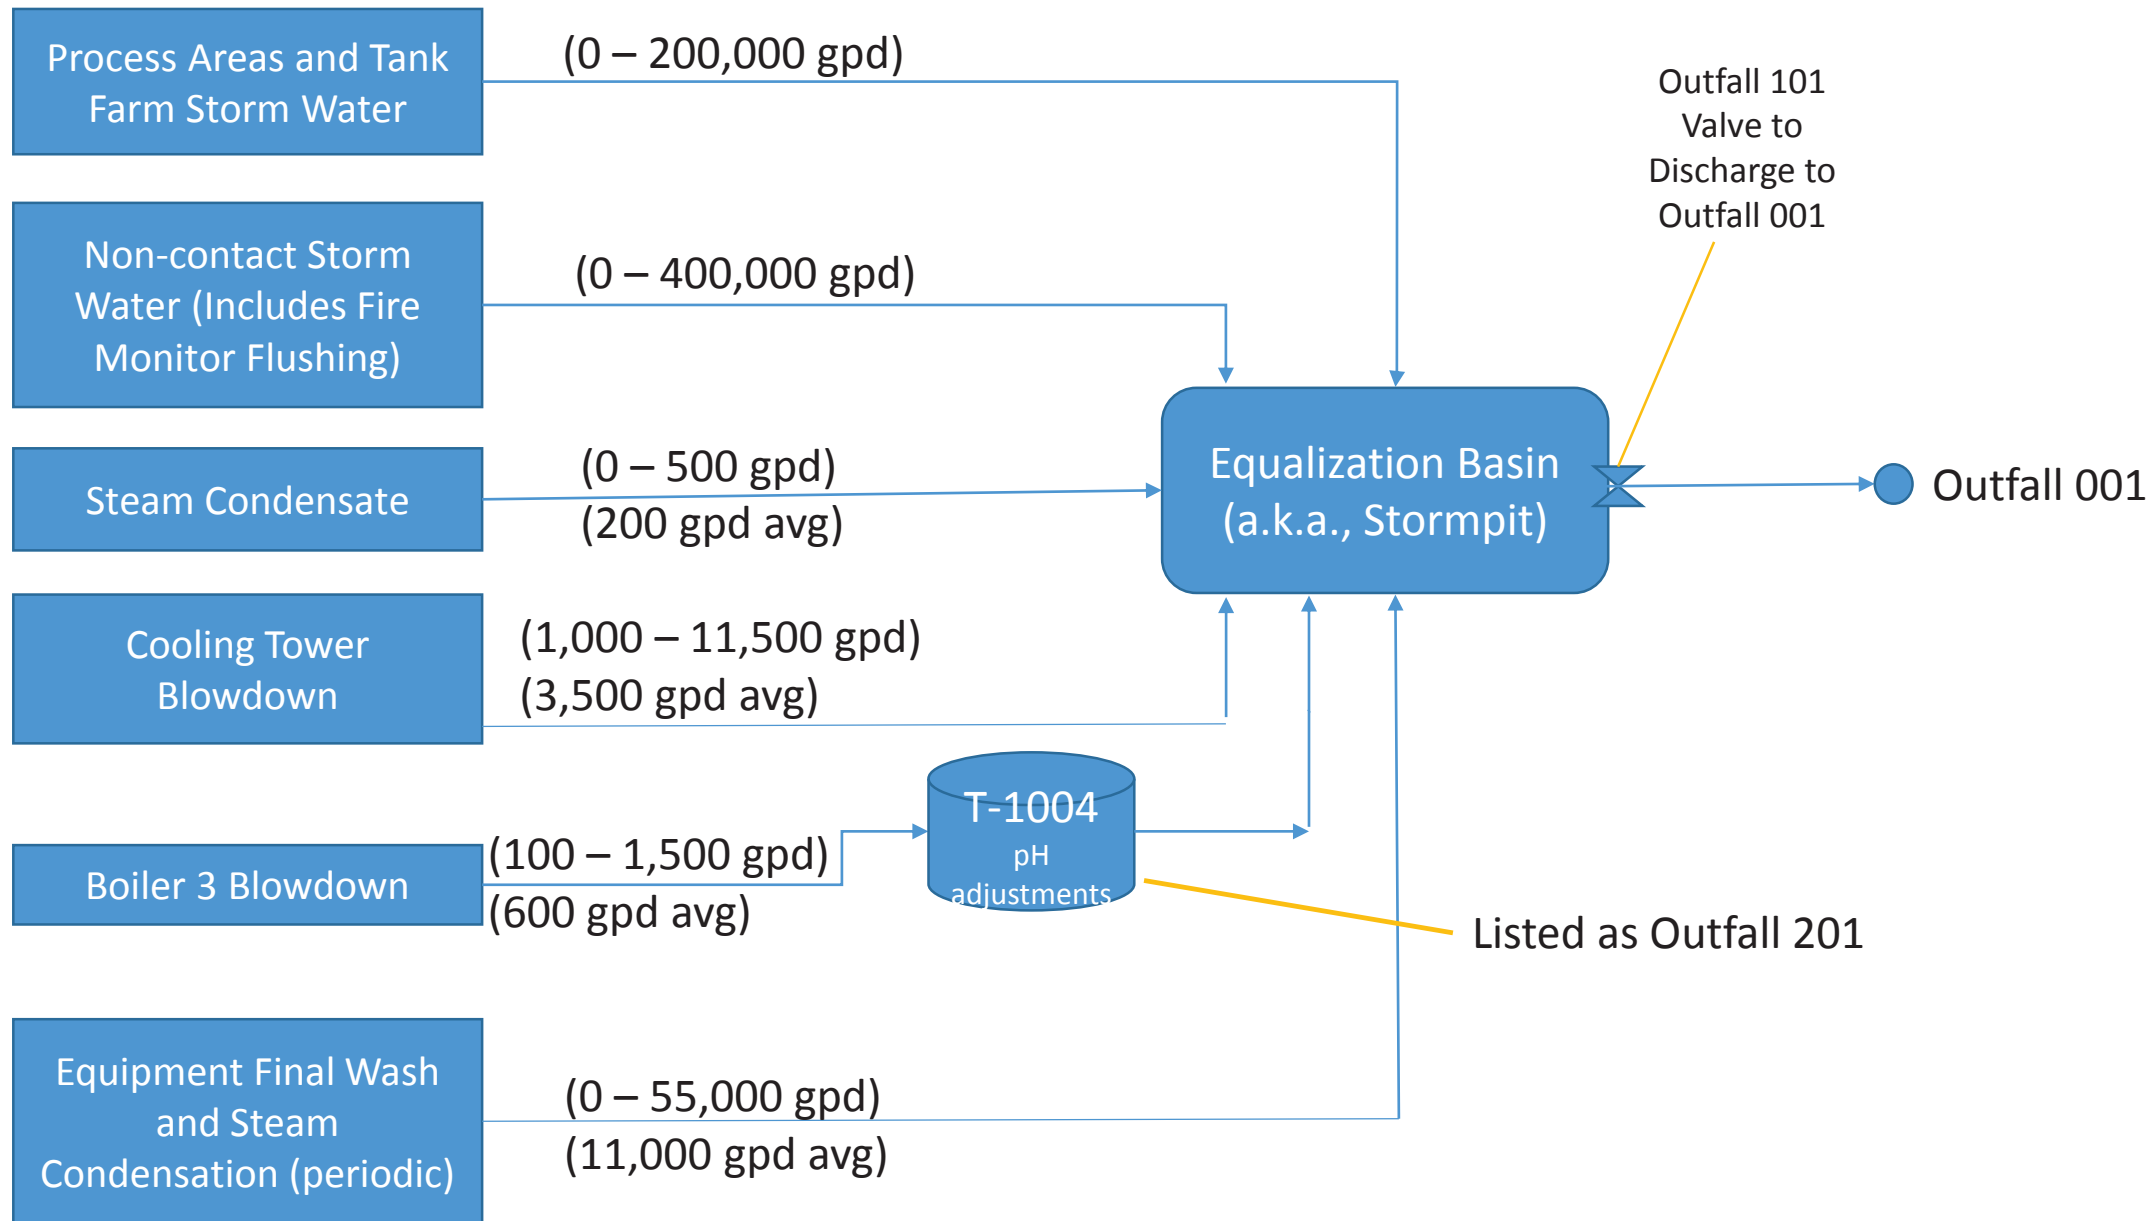 Process Areas and Tank
Farm Storm Water
(0 – 200,000 gpd)
Outfall 101
Valve to
Discharge to
Outfall 001
Non-contact Storm
Water (Includes Fire
Monitor Flushing)
(0 – 400,000 gpd)
Steam Condensate
(0 – 500 gpd)
(200 gpd avg)
Equalization Basin
(a.k.a., Stormpit)
Outfall 001
Cooling Tower
Blowdown
(1,000 – 11,500 gpd)
(3,500 gpd avg)
Boiler 3 Blowdown
(100 – 1,500 gpd)
(600 gpd avg)
T-1004
pH
adjustments
Listed as Outfall 201
Equipment Final Wash
and Steam
Condensation (periodic)
(0 – 55,000 gpd)
(11,000 gpd avg)